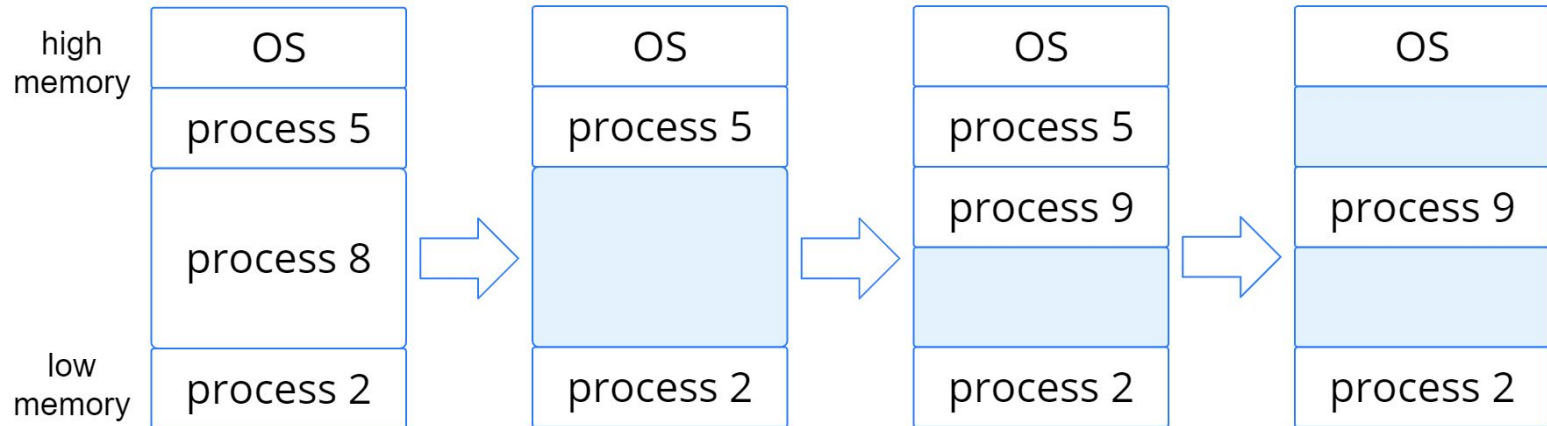 high
memory
low
memory
OS
process 5
process 8
process 2
OS
process 5
process 2
OS
process 5
process 9
process 2
OS
process 9
process 2